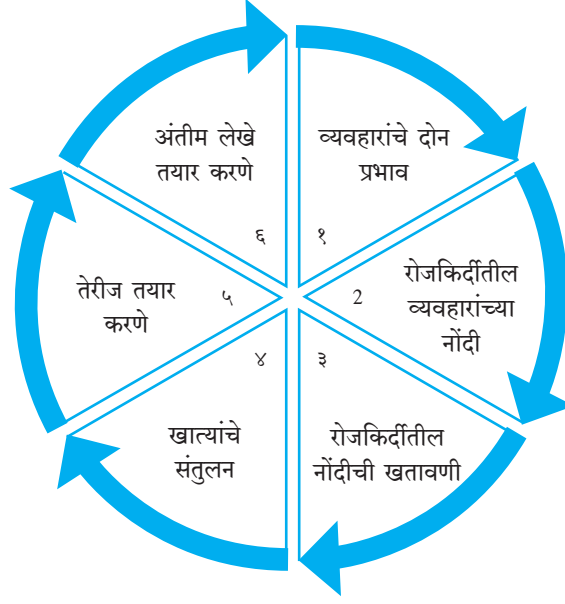 व्यवहारांचे दोन
प्रभाव
१
रोजकिर्दीतील
व्यवहारांच्या
नोंदी
2
रोजकिर्दीतील
नोंदीची खतावणी
३
खात्यांचे
संतुलन
४
तेरीज तयार
करणे
५
अंतीम लेखे
तयार करणे
६